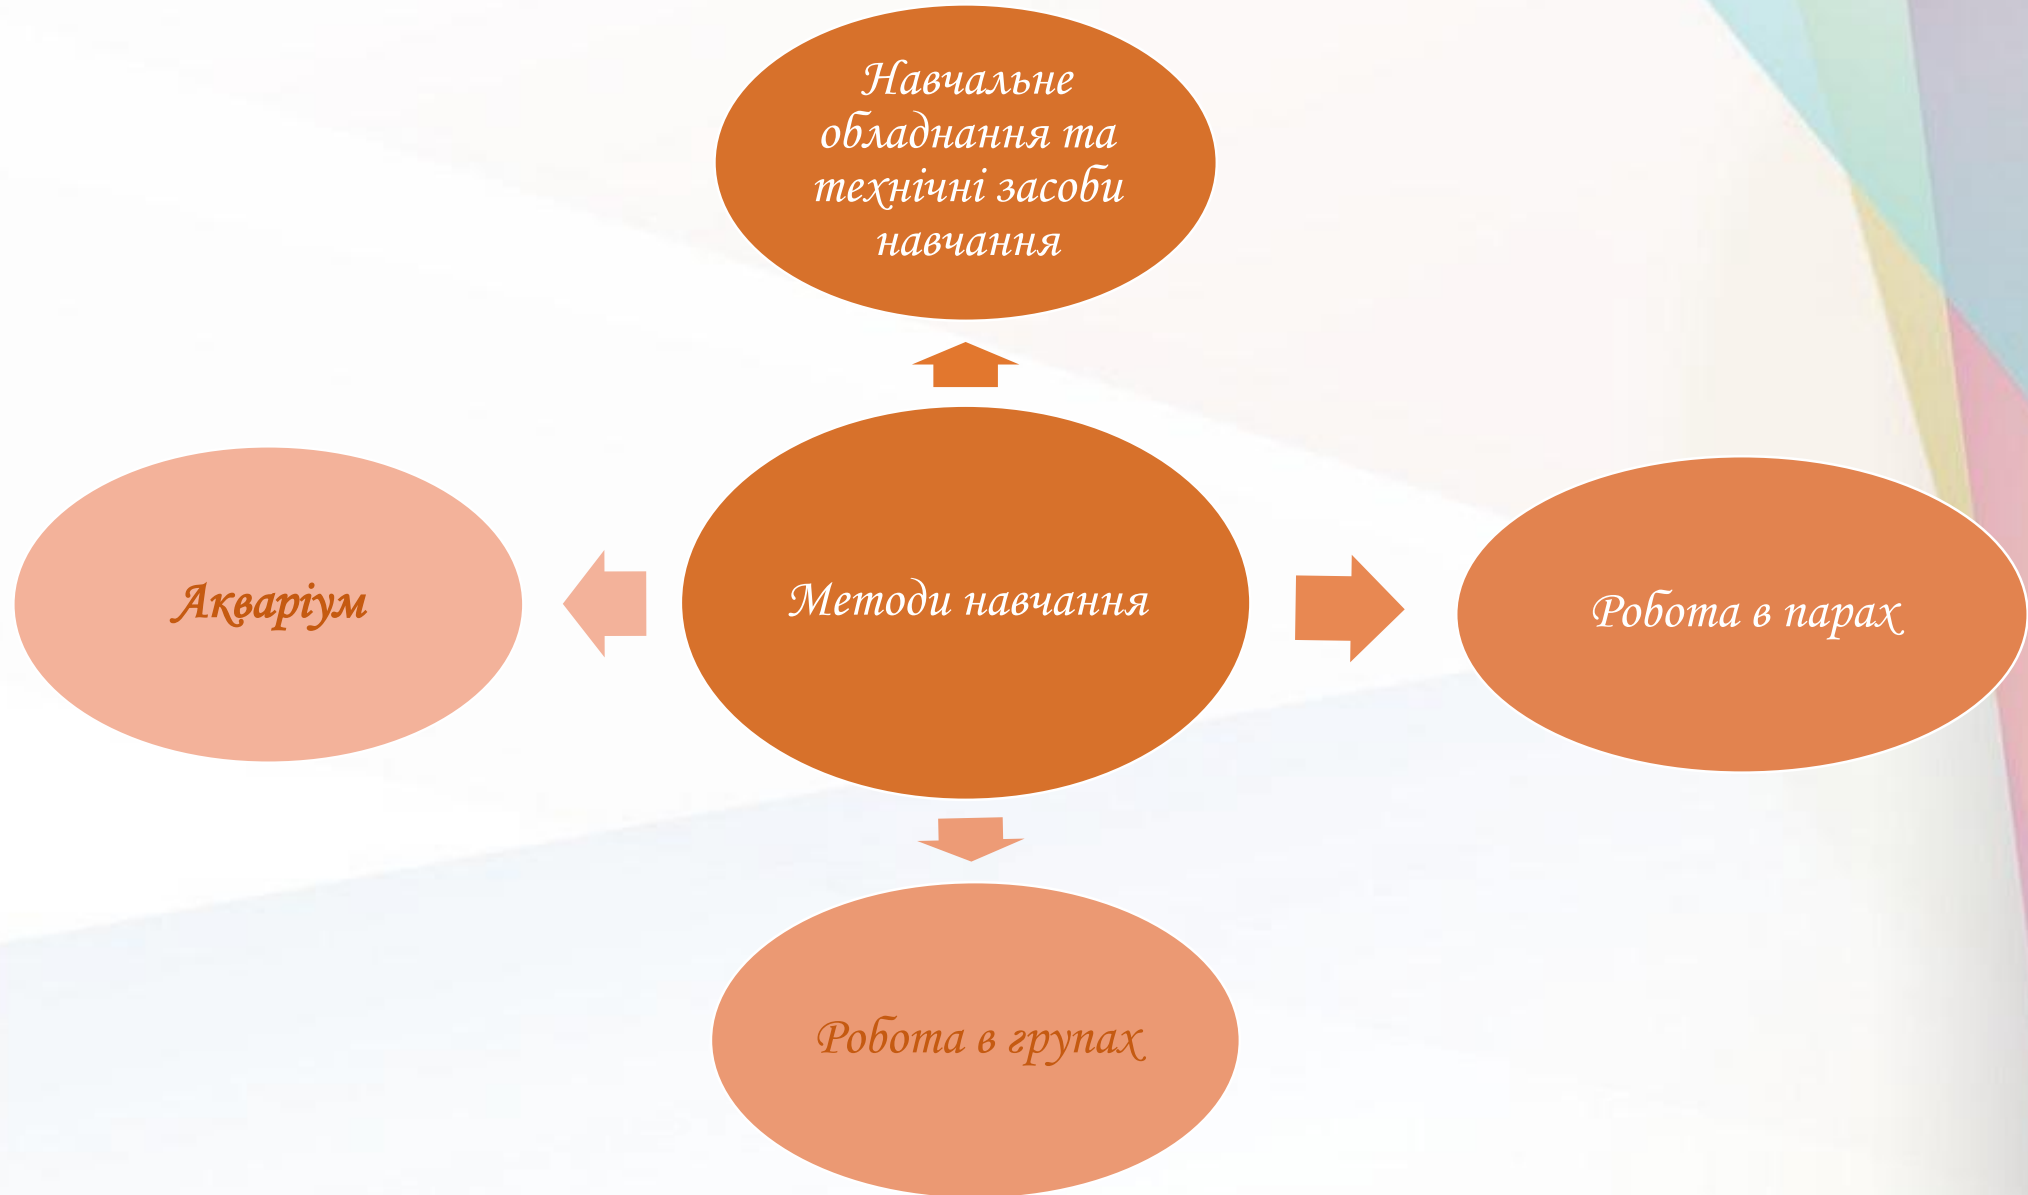 Навчальне
обладнання та
технічні засоби
навчання
Акваріум
Методи навчання
Робота в парах
Робота в групах